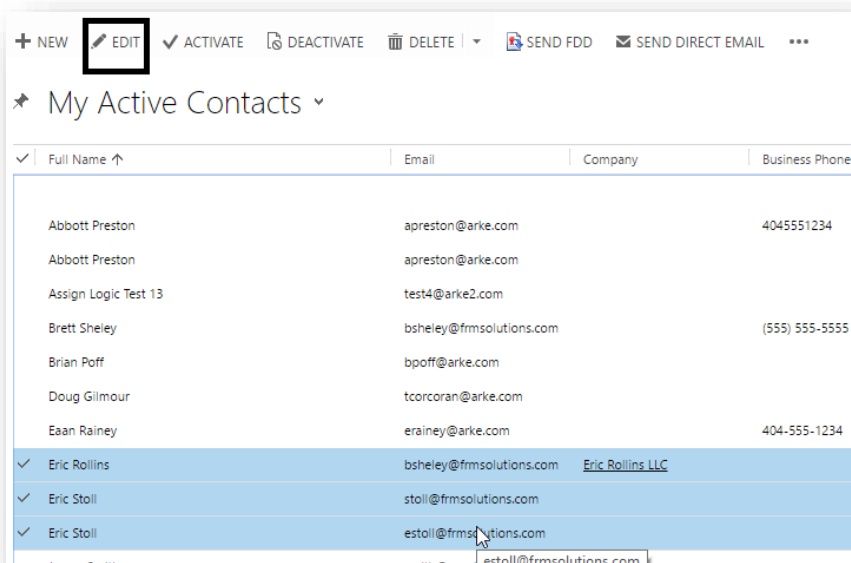 NEW EDIT ACTIVATE DEACTIVATE DELETE SEND FDD SEND DIRECT EMAIL •••
My Active Contacts
Full Name ↑ Email Company Business Phone
Abbott Preston apreston@arke.com 4045551234
Abbott Preston apreston@arke.com
Assign Logic Test 13 test4@arke2.com
Brett Sheley bsheley@frmsolutions.com (555) 555-5555
Brian Poff bpoff@arke.com
Doug Gilmour tcorcoran@arke.com
Eaan Rainey erainey@arke.com 404-555-1234
Eric Rollins bsheley@frmsolutions.com Eric Rollins LLC
Eric Stoll stoll@frmsolutions.com
Eric Stoll estoll@frmsolutions.com
estoll@frmsolutions.com